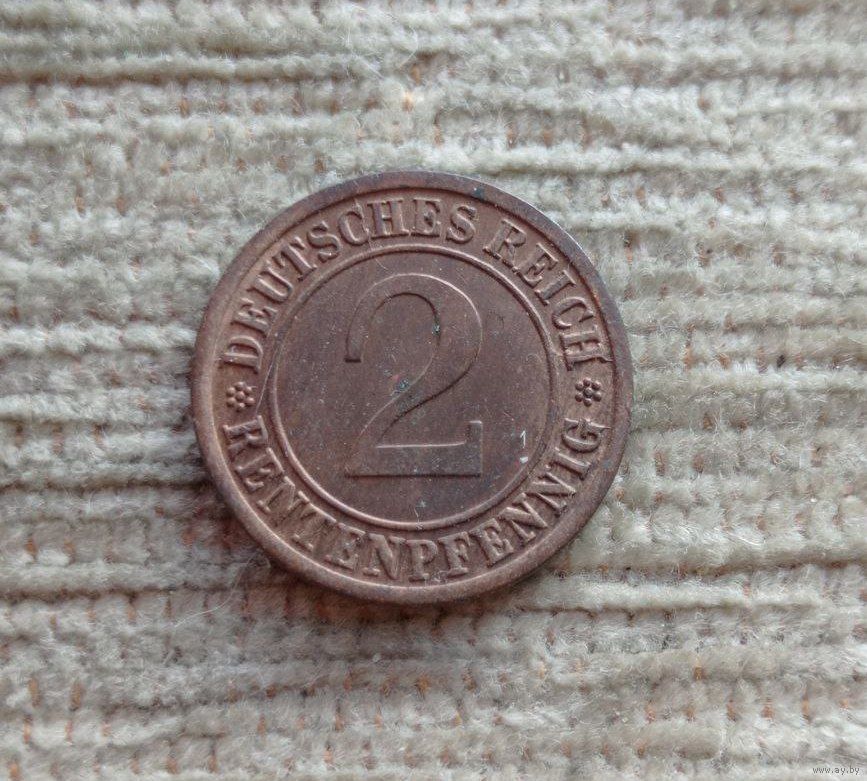 DEUTSCHES REICH
2
RENTENPFENNIG
www.ay.by